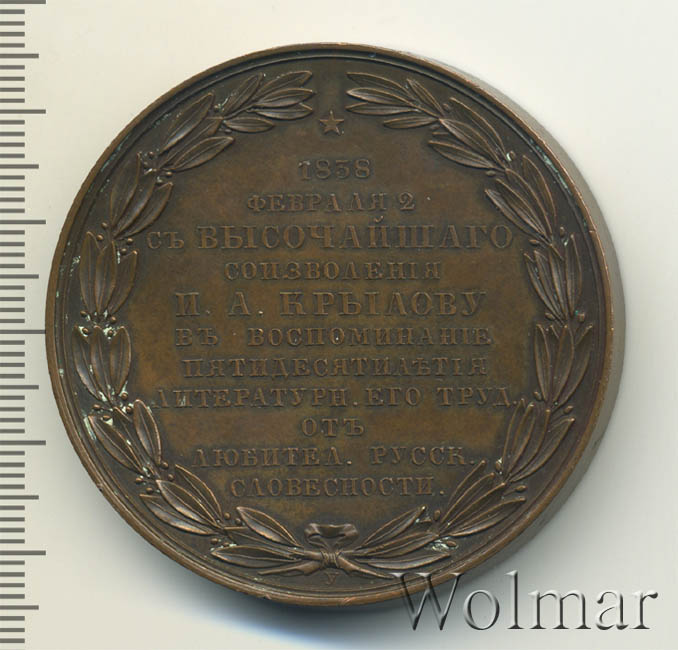 1838
ФЕВРАЛЯ 2
СЪ ВЫСОЧАЙШАГО
СОИЗВОЛЕНІЯ
И. А. КРЫЛОВУ
ВЪ ВОСПОМИНАНІЕ
ПЯТИДЕСЯТИЛѢТІЯ
ЛИТЕРАТУРН. ЕГО ТРУД.
ОТЪ
ЛЮБИТЕЛ. РУССК.
СЛОВЕСНОСТИ.
У
Wolmar